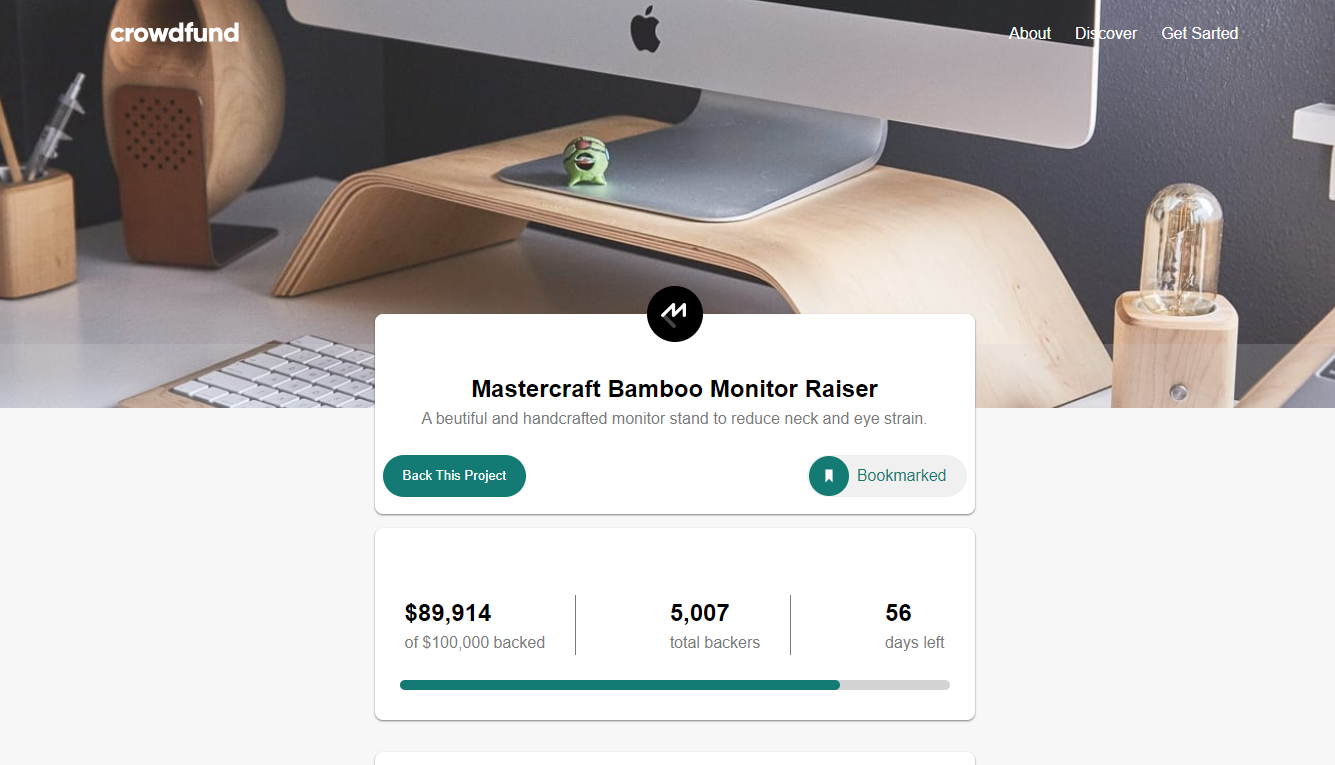 crowdfund
About Discover Get Sarted
Mastercraft Bamboo Monitor Raiser
A beutiful and handcrafted monitor stand to reduce neck and eye strain.
Back This Project
Bookmarked
$89,914
of $100,000 backed
5,007
total backers
56
days left